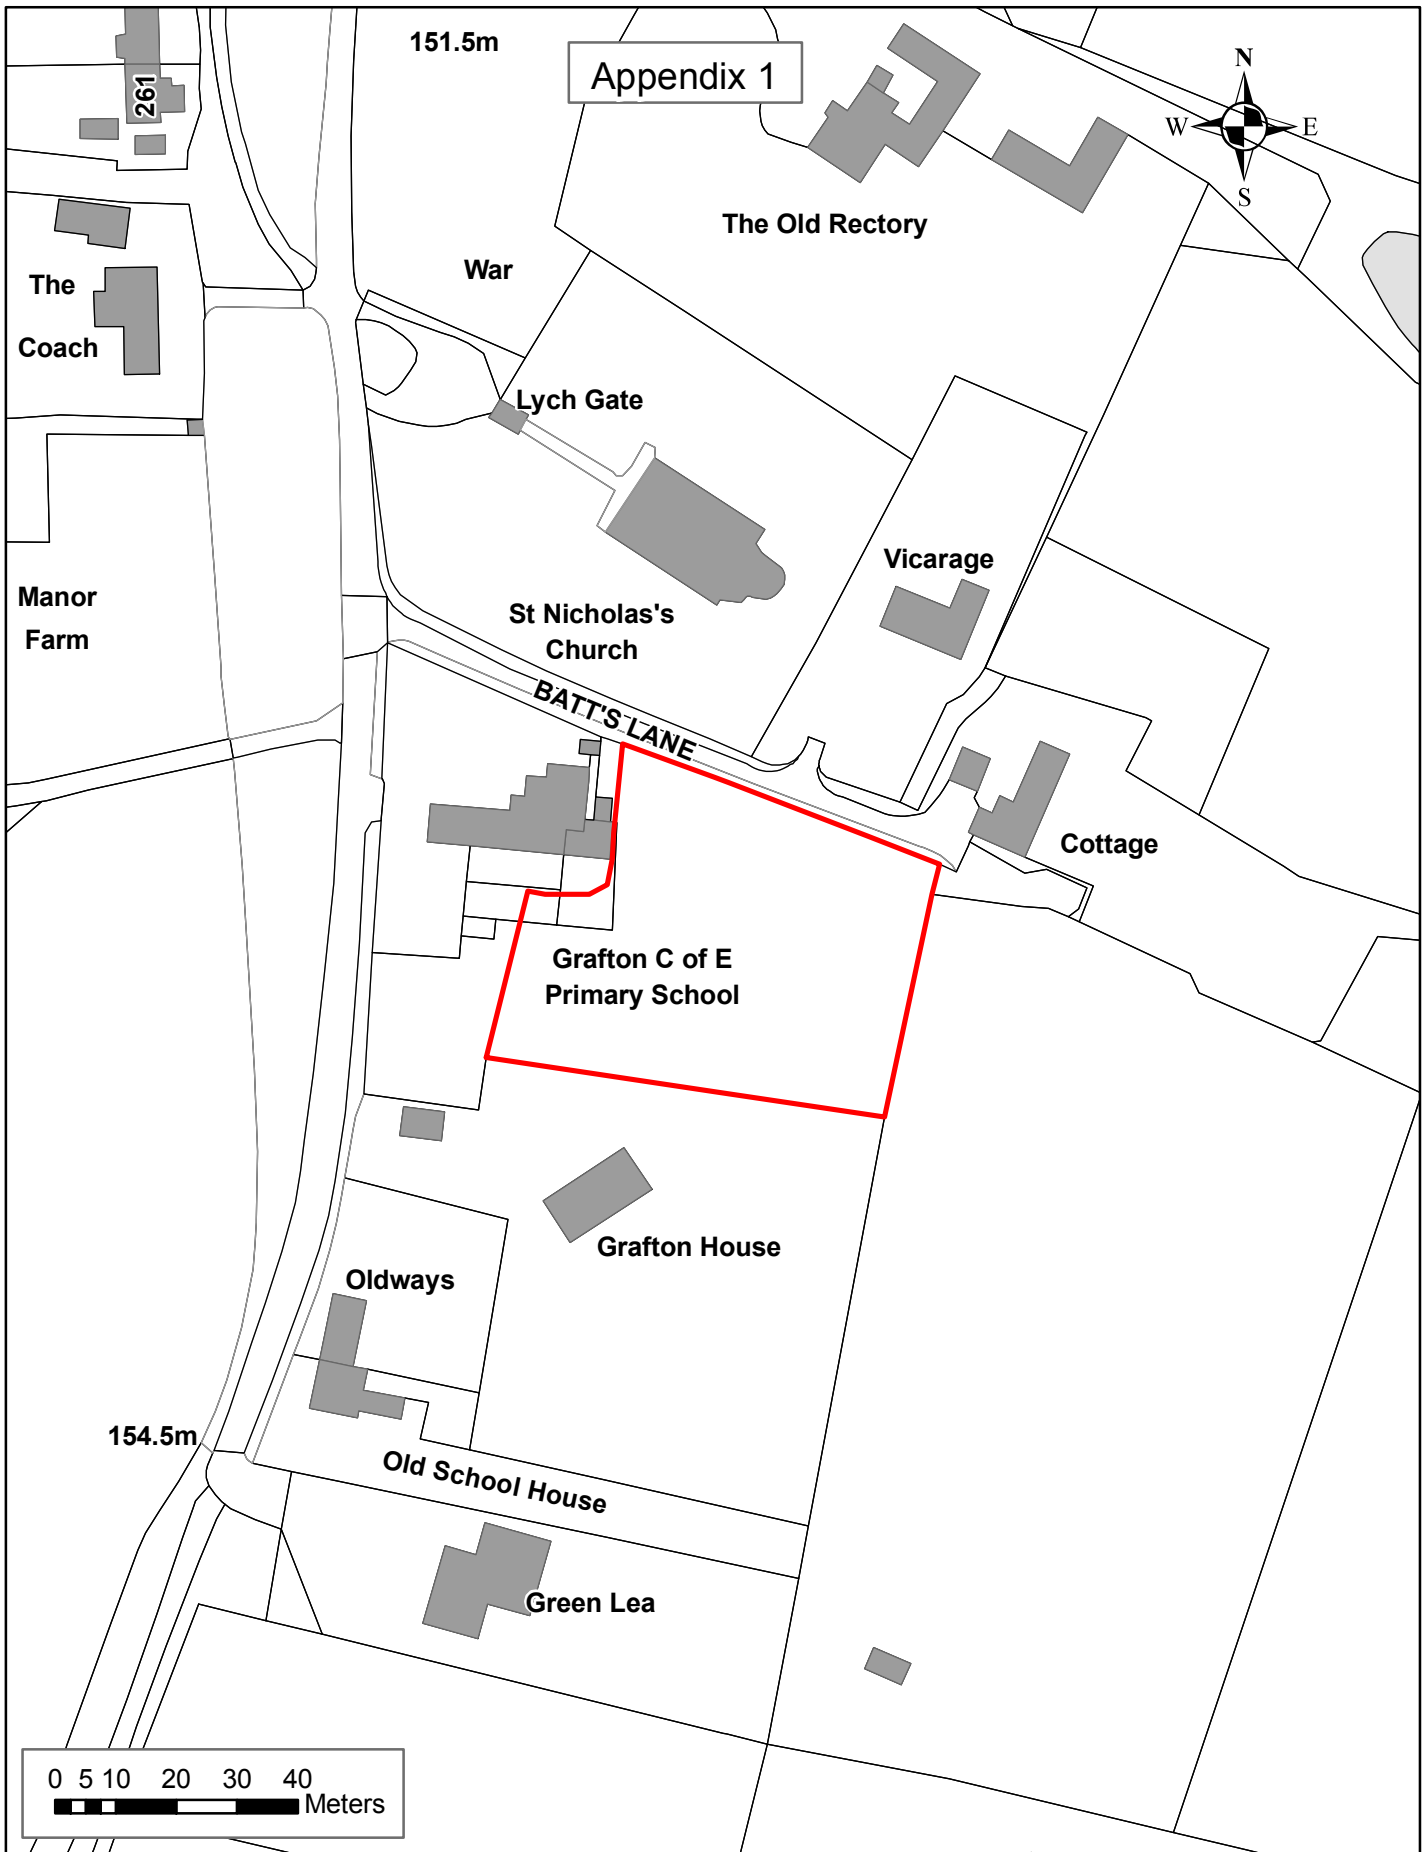 151.5m
Appendix 1
N
W
E
S
261
The Old Rectory
War
The
Coach
Lych Gate
Vicarage
Manor
Farm
St Nicholas's
Church
BATT'S LANE
Cottage
Grafton C of E
Primary School
Grafton House
Oldways
154.5m
Old School House
Green Lea
0 5 10 20 30 40
Meters